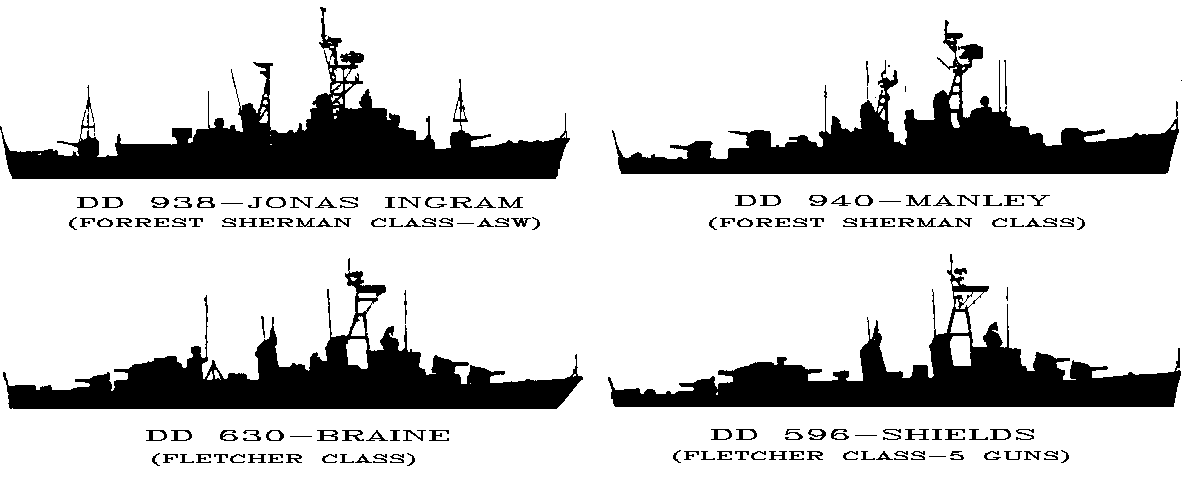 DD 938-JONAS INGRAM
(FORREST SHERMAN CLASS-ASW)
DD 940-MANLEY
(FOREST SHERMAN CLASS)
DD 630-BRAINE
(FLETCHER CLASS)
DD 596-SHIELDS
(FLETCHER CLASS-5 GUNS)